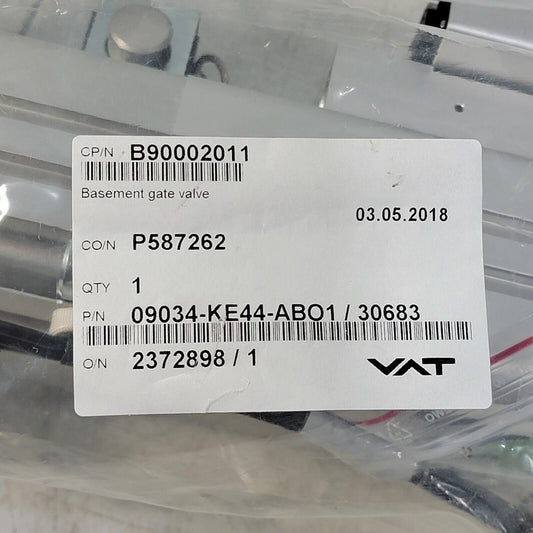 CP/N B90002011
Basement gate valve
03.05.2018
CO/N P587262
QTY 1
P/N 09034-KE44-ABO1 / 30683
O/N 2372898 / 1
VAT